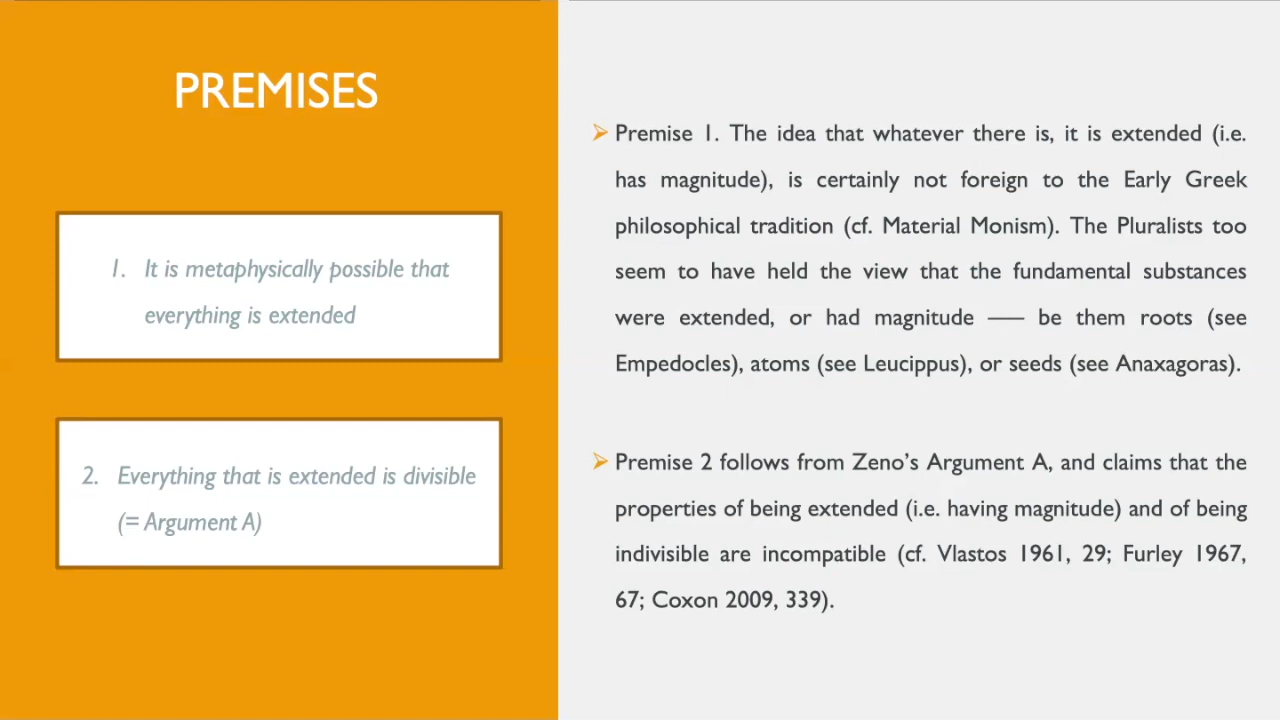 PREMISES
1. It is metaphysically possible that
everything is extended
2. Everything that is extended is divisible
(= Argument A)
➢ Premise 1. The idea that whatever there is, it is extended (i.e.
has magnitude), is certainly not foreign to the Early Greek
philosophical tradition (cf. Material Monism). The Pluralists too
seem to have held the view that the fundamental substances
were extended, or had magnitude —– be them roots (see
Empedocles), atoms (see Leucippus), or seeds (see Anaxagoras).
➢ Premise 2 follows from Zeno’s Argument A, and claims that the
properties of being extended (i.e. having magnitude) and of being
indivisible are incompatible (cf. Vlastos 1961, 29; Furley 1967,
67; Coxon 2009, 339).